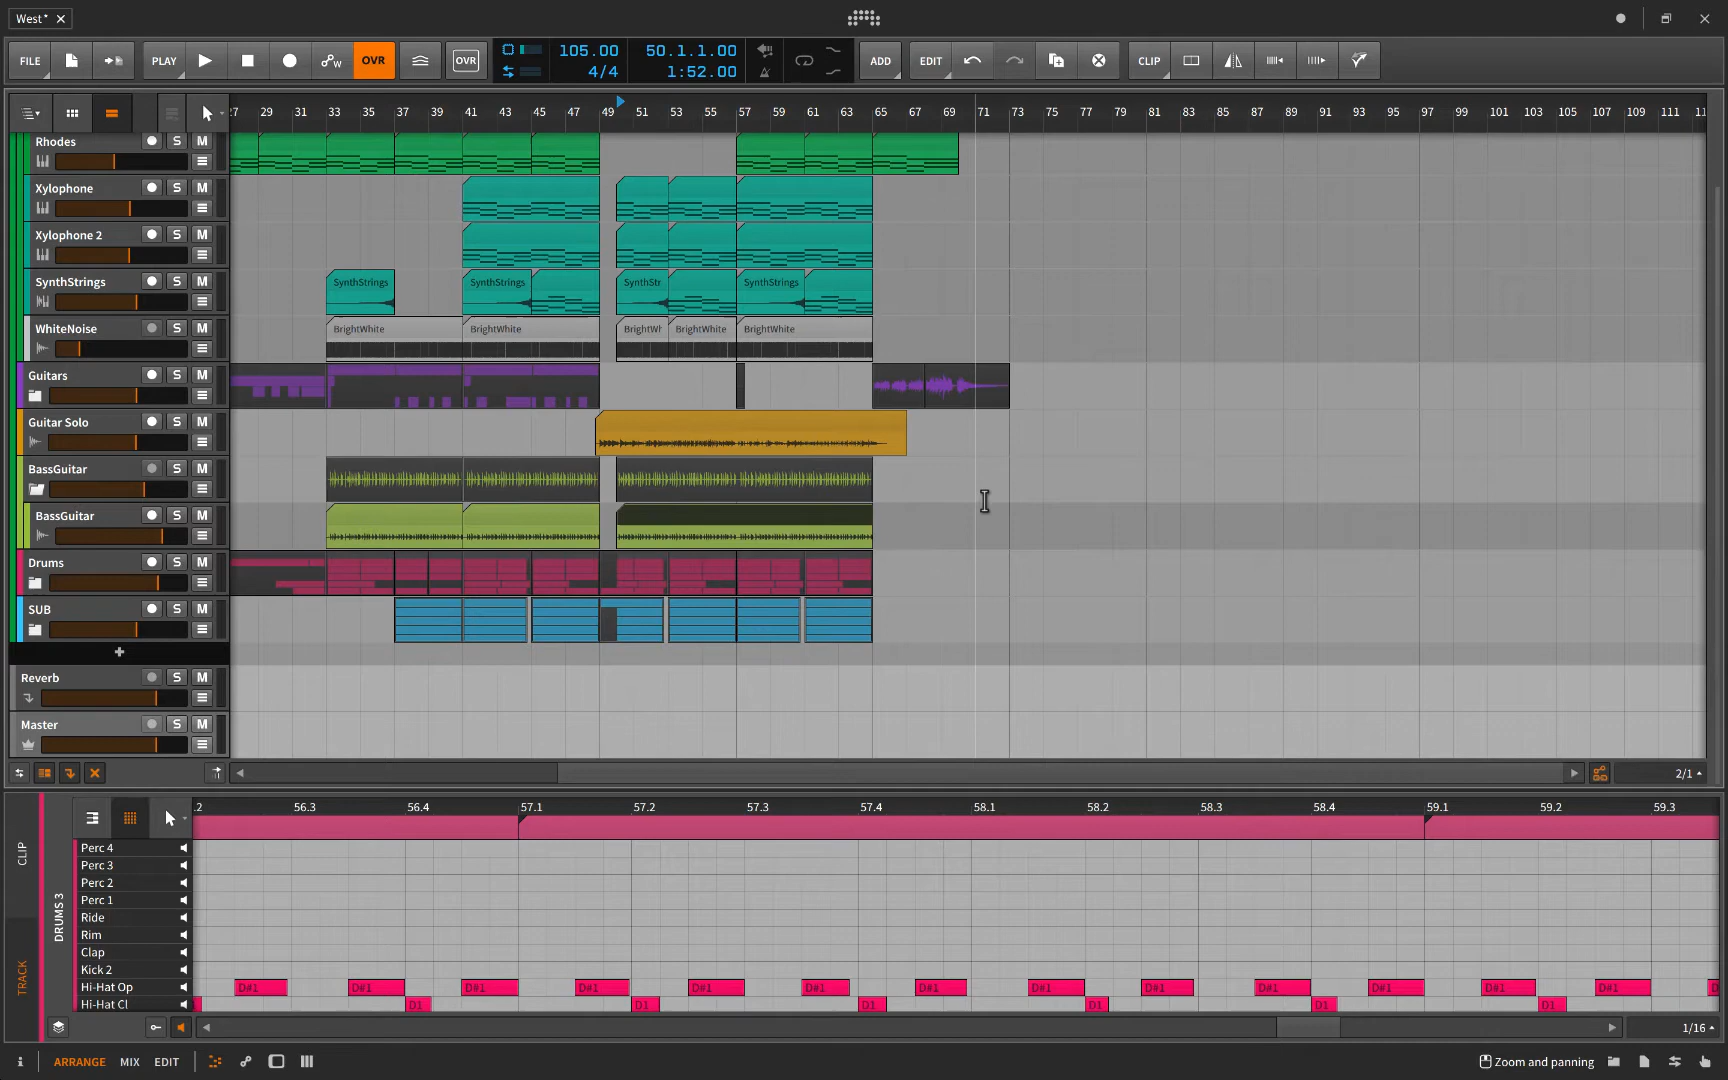 West*
FILE PLAY OVR OVR 105.00 50.1.1.00 ADD EDIT CLIP
4/4 1:52.00
27 29 31 33 35 37 39 41 43 45 47 49 51 53 55 57 59 61 63 65 67 69 71 73 75 77 79 81 83 85 87 89 91 93 95 97 99 101 103 105 107 109 111
Rhodes S M
Xylophone S M
Xylophone 2 S M
SynthStrings S M
SynthStrings SynthStrings SynthStr SynthStrings
WhiteNoise S M
BrightWhite BrightWhite BrightWh BrightWhite BrightWhite
Guitars S M
Guitar Solo S M
BassGuitar S M
BassGuitar S M
Drums S M
SUB S M
+
Reverb S M
Master S M
2/1
.2 56.3 56.4 57.1 57.2 57.3 57.4 58.1 58.2 58.3 58.4 59.1 59.2 59.3
CLIP
TRACK
DRUMS 3
Perc 4
Perc 3
Perc 2
Perc 1
Ride
Rim
Clap
Kick 2
Hi-Hat Op D#1 D#1 D#1 D#1 D#1 D#1 D#1 D#1 D#1 D#1 D#1 D#1 D#1
Hi-Hat Cl D1 D1 D1 D1 D1 D1
1/16
i ARRANGE MIX EDIT Zoom and panning